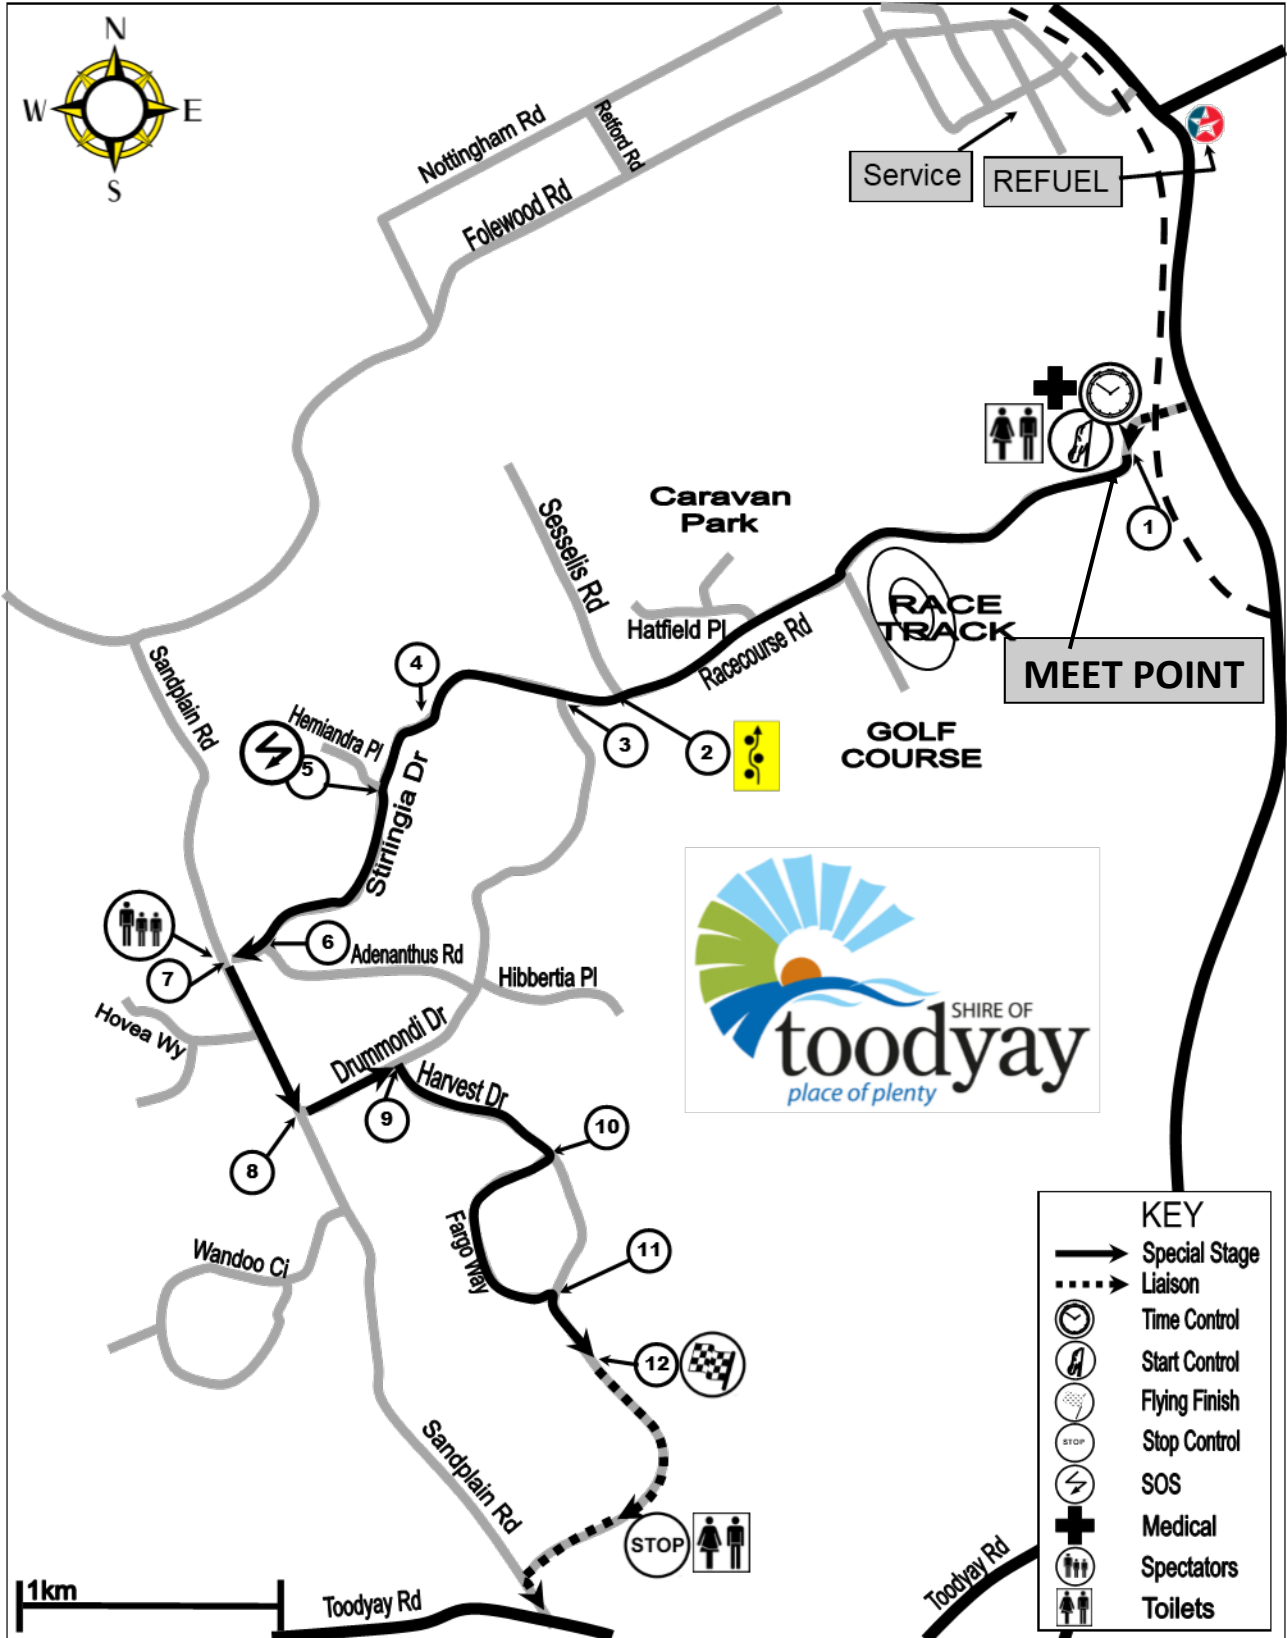 N
W
E
S
Nottingham Rd
Retford Rd
Folewood Rd
Service
REFUEL
1
Caravan
Park
Sesselis Rd
Hatfield Pl
Racecourse Rd
RACE
TRACK
MEET POINT
Sandplain Rd
4
Hemiandra Pl
5
Stirlingia Dr
3
2
GOLF
COURSE
6
7
Adenanthus Rd
Hibbertia Pl
Hovea Wy
Drummondi Dr
Harvest Dr
9
10
8
SHIRE OF
toodyay
place of plenty
Fargo Way
11
Wandoo Ci
12
Sandplain Rd
STOP
1km
Toodyay Rd
Toodyay Rd
KEY
Special Stage
Liaison
Time Control
Start Control
Flying Finish
STOP
Stop Control
SOS
Medical
Spectators
Toilets